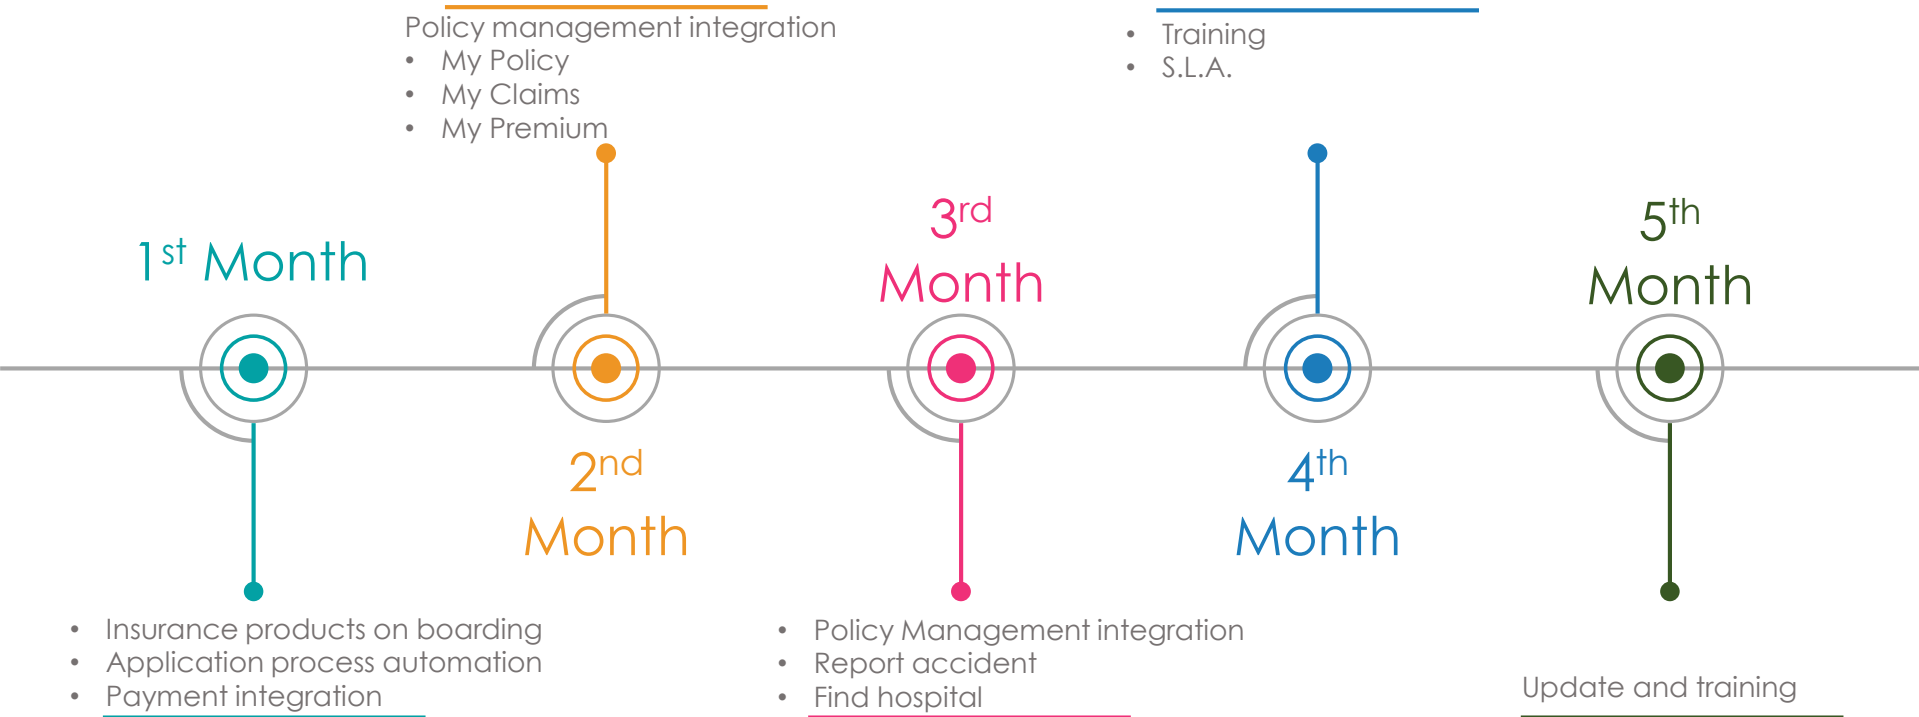 Policy management integration
• My Policy
• My Claims
• My Premium
• Training
• S.L.A.
1st Month
2nd
Month
3rd
Month
4th
Month
5th
Month
• Insurance products on boarding
• Application process automation
• Payment integration
• Policy Management integration
• Report accident
• Find hospital
Update and training